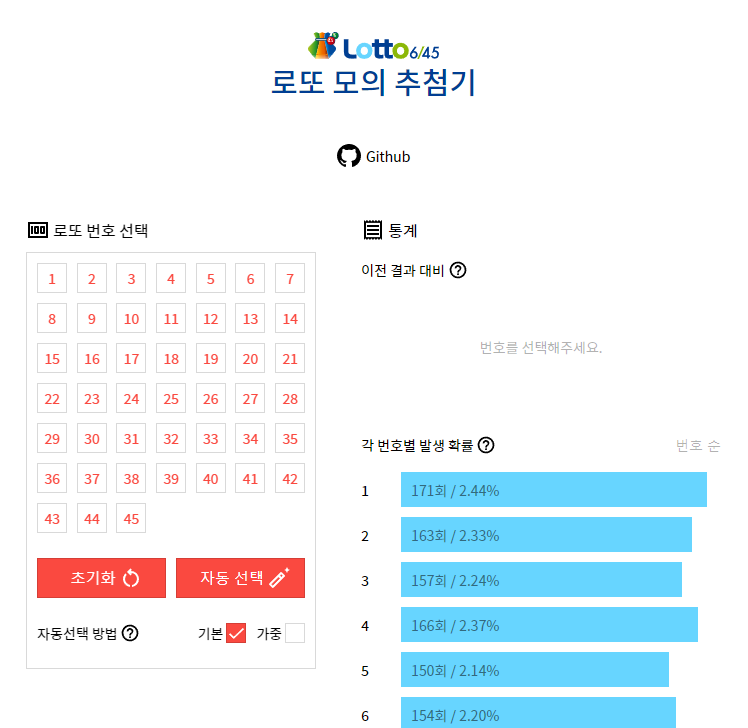 Lotto6/45
로또 모의 추첨기
Github
로또 번호 선택
1 2 3 4 5 6 7
8 9 10 11 12 13 14
15 16 17 18 19 20 21
22 23 24 25 26 27 28
29 30 31 32 33 34 35
36 37 38 39 40 41 42
43 44 45
초기화 자동 선택
자동선택 방법 기본 가중
통계
이전 결과 대비
번호를 선택해주세요.
각 번호별 발생 확률 번호 순
1 171회 / 2.44%
2 163회 / 2.33%
3 157회 / 2.24%
4 166회 / 2.37%
5 150회 / 2.14%
6 154회 / 2.20%